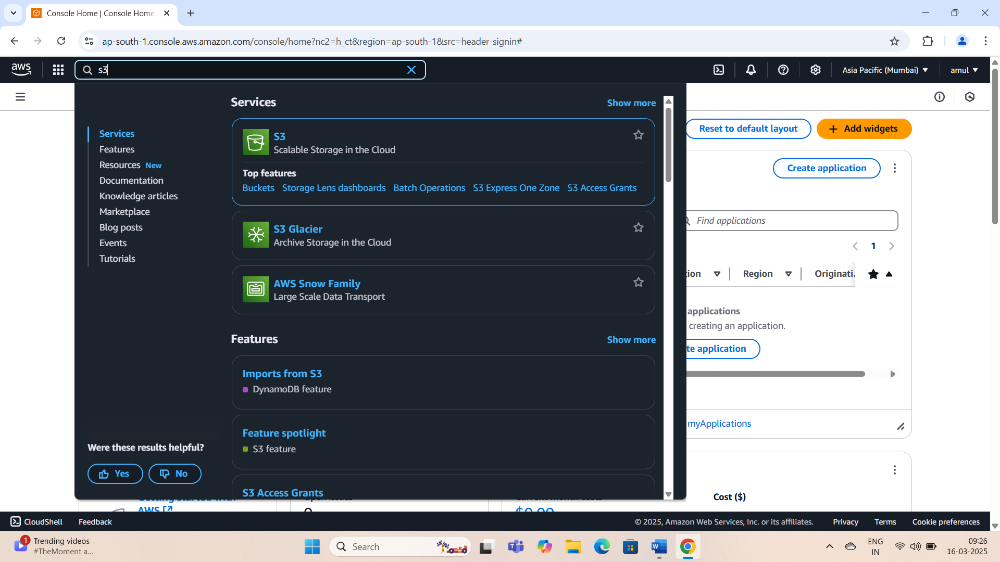 Console Home | Console Home
ap-south-1.console.aws.amazon.com/console/home?nc2=h_ct&region=ap-south-1&src=header-signin#
aws
s3
Asia Pacific (Mumbai)
amul
Services
Features
Resources New
Documentation
Knowledge articles
Marketplace
Blog posts
Events
Tutorials
Were these results helpful?
Yes
No
Services
Show more
S3
Scalable Storage in the Cloud
Top features
Buckets Storage Lens dashboards Batch Operations S3 Express One Zone S3 Access Grants
S3 Glacier
Archive Storage in the Cloud
AWS Snow Family
Large Scale Data Transport
Features
Show more
Imports from S3
DynamoDB feature
Feature spotlight
S3 feature
S3 Access Grants
Reset to default layout
+ Add widgets
Create application
Find applications
1
tion
Region
Originati.
applications
creating an application.
te application
myApplications
Cost ($)
AWS
CloudShell Feedback
© 2025, Amazon Web Services, Inc. or its affiliates. Privacy Terms Cookie preferences
1
Trending videos
#TheMoment a...
Search
ENG
IN
09:26
16-03-2025